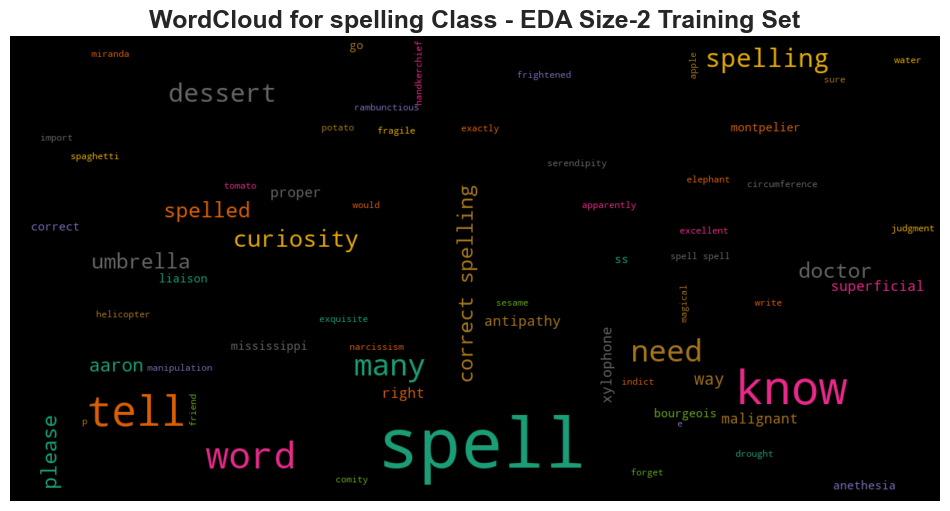 WordCloud for spelling Class - EDA Size-2 Training Set
miranda
go
handkerchief
frightened
apple
spelling
water
sure
dessert
rambunctious
import
potato
fragile
exactly
montpelier
spaghetti
serendipity
tomato
proper
elephant
circumference
spelled
would
correct spelling
apparently
correct
curiosity
excellent
judgment
umbrella
liaison
ss
spell spell
doctor
superficial
helicopter
exquisite
sesame
antipathy
magical
write
mississippi
narcissism
xylophone
need
aaron
manipulation
many
right
indict
way
know
tell
p
friend
bourgeois
e
malignant
please
word
spell
drought
comity
forget
anethesia